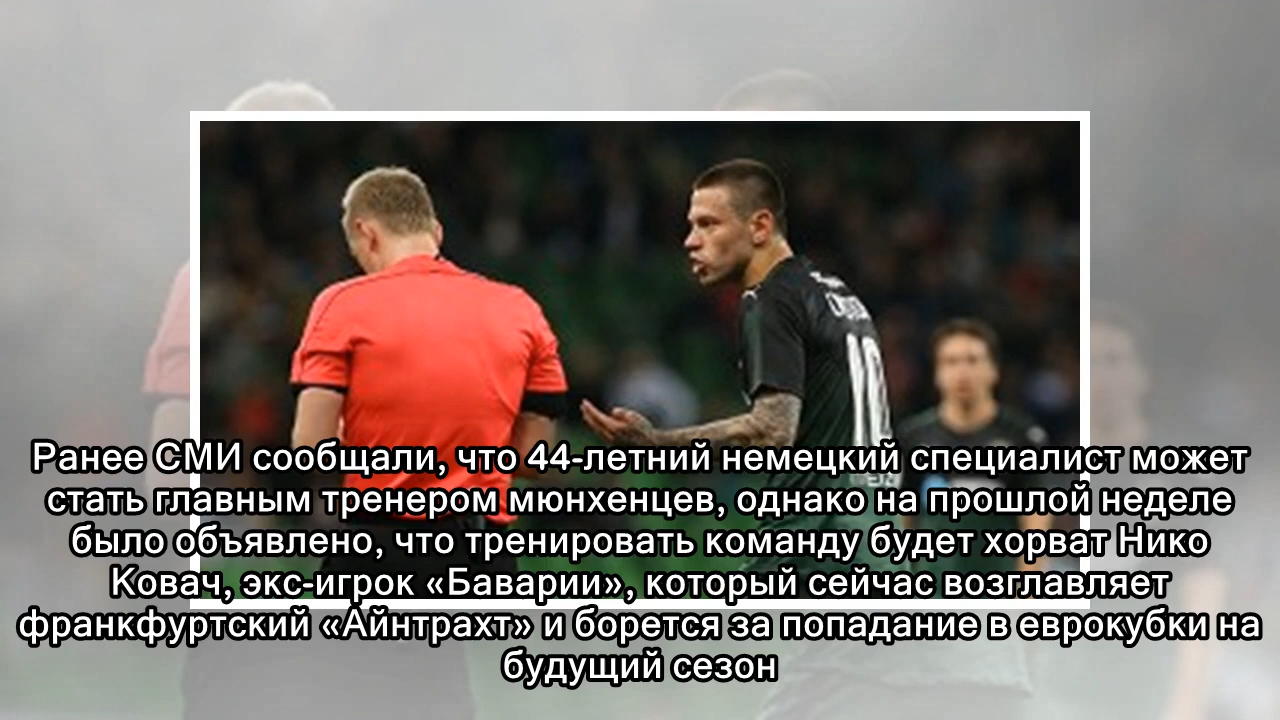 Ранее СМИ сообщали, что 44-летний немецкий специалист может
стать главным тренером мюнхенцев, однако на прошлой неделе
было объявлено, что тренировать команду будет хорват Нико
Ковач, экс-игрок «Баварии», который сейчас возглавляет
франкфуртский «Айнтрахт» и борется за попадание в еврокубки на
будущий сезон
10